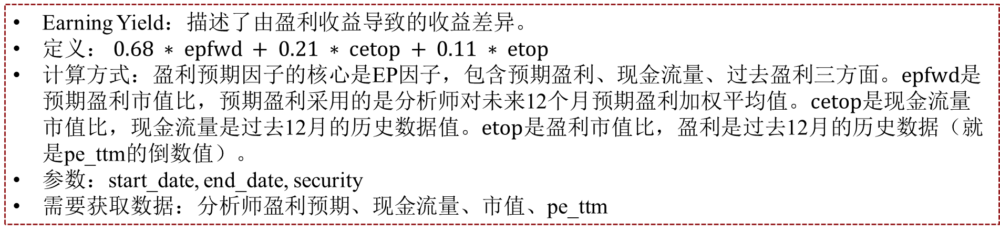 • Earning Yield：描述了由盈利收益导致的收益差异。
• 定义： 0.68 * epfwd + 0.21 * cetop + 0.11 * etop
• 计算方式：盈利预期因子的核心是EP因子，包含预期盈利、现金流量、过去盈利三方面。epfwd是
预期盈利市值比，预期盈利采用的是分析师对未来12个月预期盈利加权平均值。cetop是现金流量
市值比，现金流量是过去12月的历史数据值。etop是盈利市值比，盈利是过去12月的历史数据（就
是pe_ttm的倒数值）。
• 参数：start_date, end_date, security
• 需要获取数据：分析师盈利预期、现金流量、市值、pe_ttm